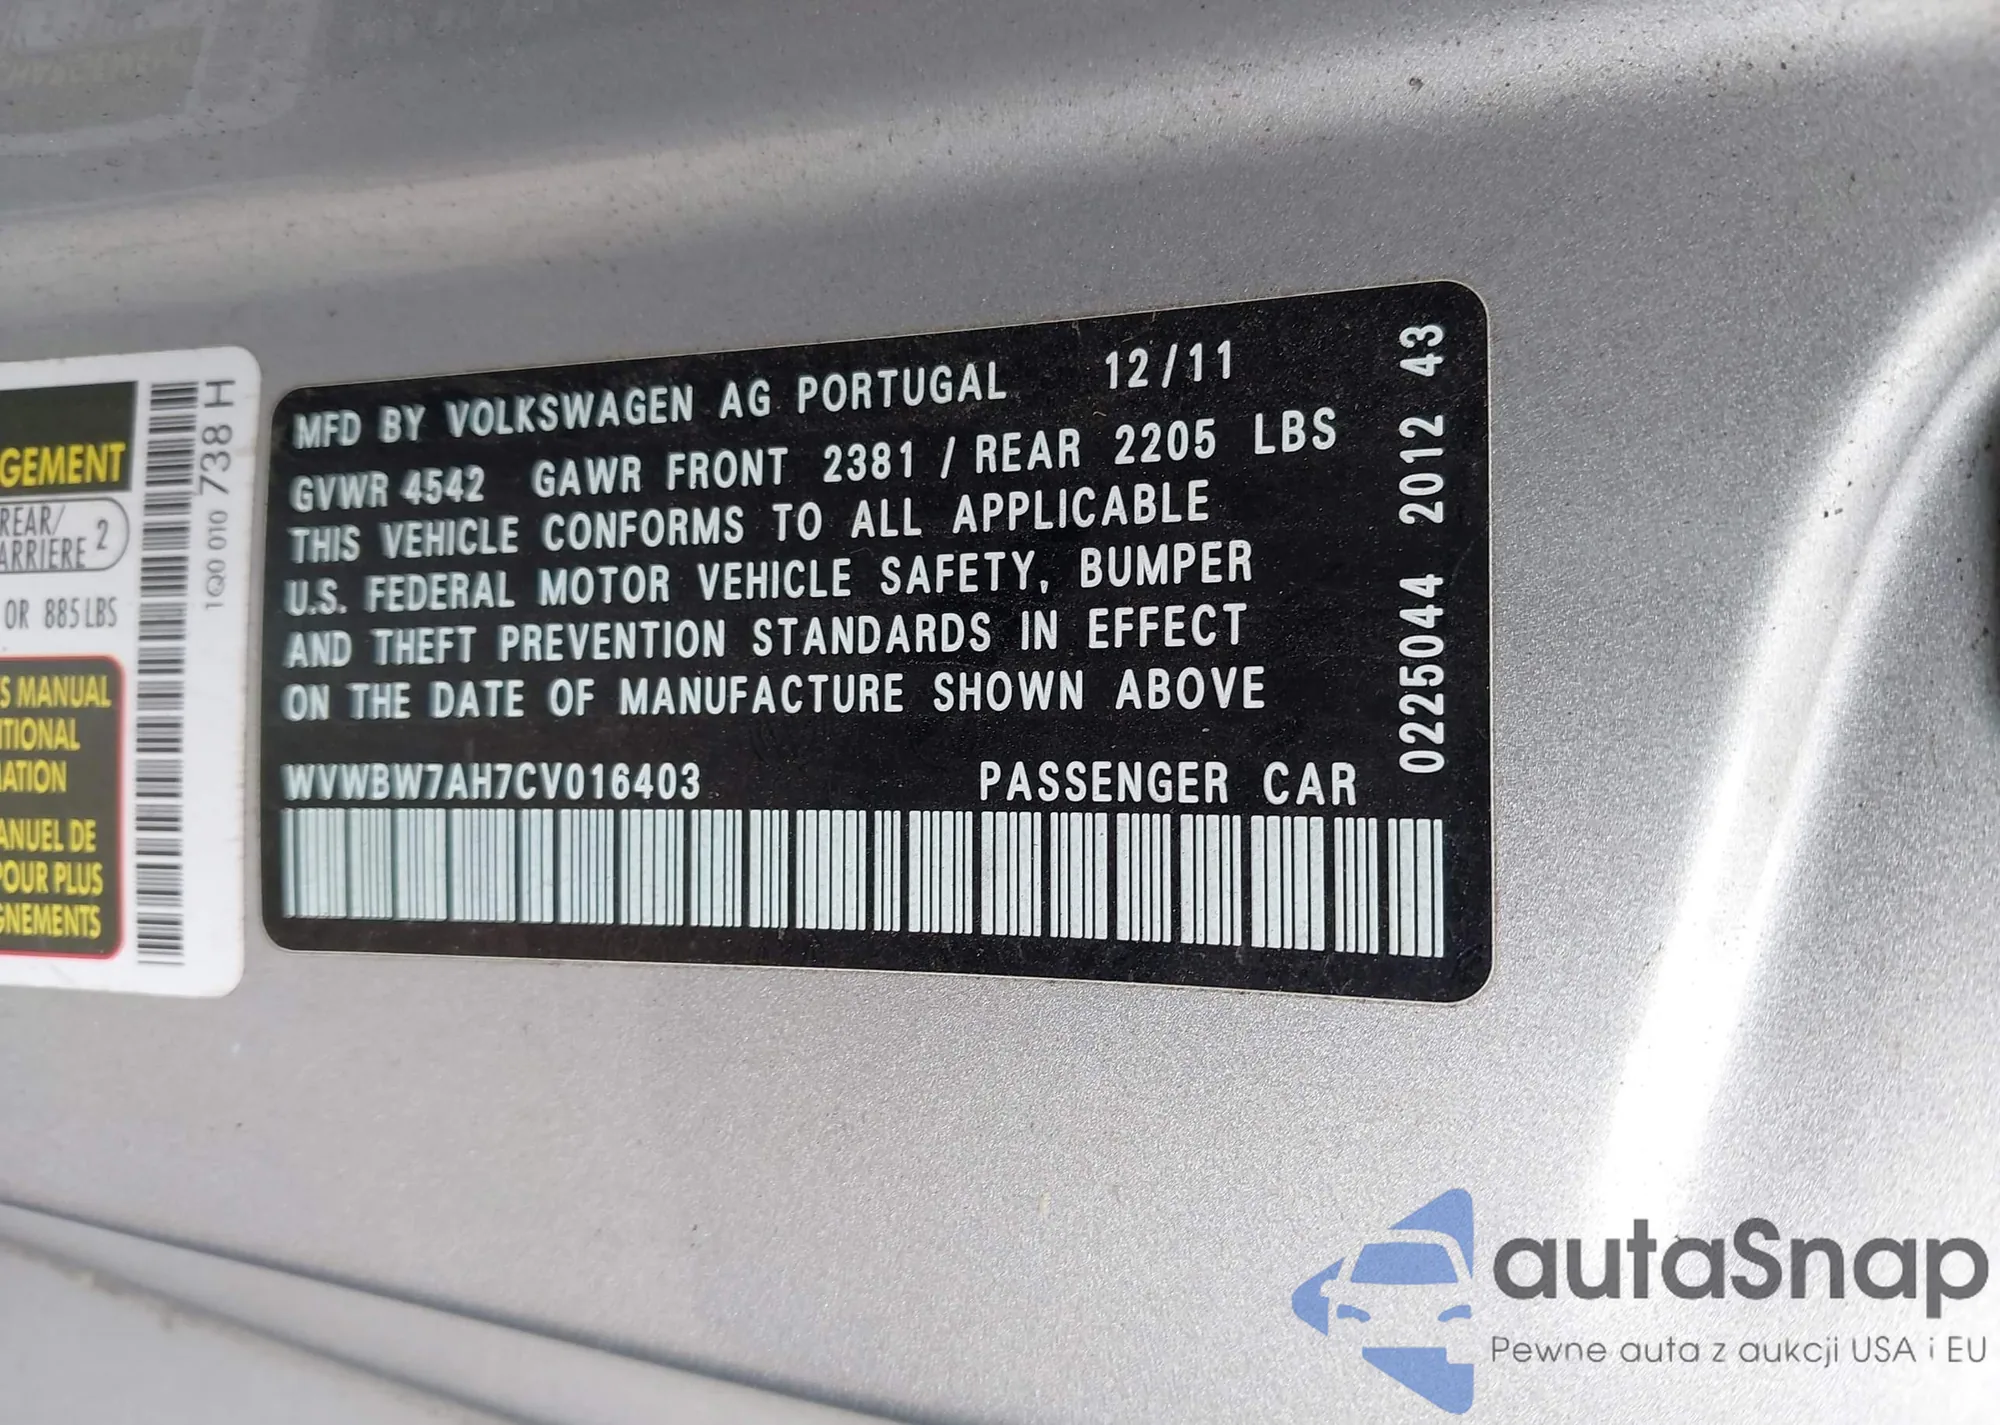 GEMENT
REAR/
ARRIERE 2
OR 885 LBS
S MANUAL
ITIONAL
MATION
ANUEL DE
POUR PLUS
GNEMENTS
1Q0 010 738 H
MFD BY VOLKSWAGEN AG PORTUGAL 12/11
GVWR 4542 GAWR FRONT 2381 / REAR 2205 LBS
THIS VEHICLE CONFORMS TO ALL APPLICABLE
U.S. FEDERAL MOTOR VEHICLE SAFETY, BUMPER
AND THEFT PREVENTION STANDARDS IN EFFECT
ON THE DATE OF MANUFACTURE SHOWN ABOVE
WVWBW7AH7CV016403 PASSENGER CAR
0225044 2012 43
autaSnap
Pewne auta z aukcji USA i EU